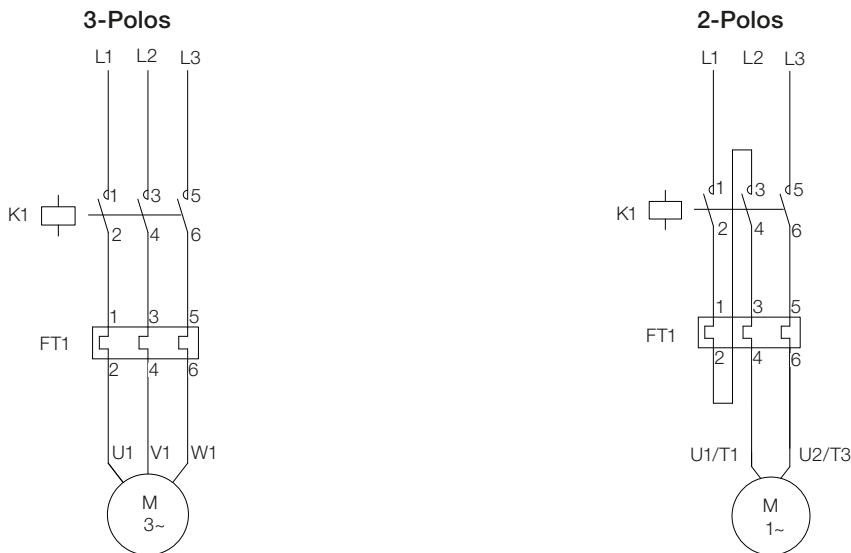 3-Polos
L1 L2 L3
K1
1 3 5
2 4 6
FT1
1 3 5
2 4 6
U1 V1 W1
M
3~
2-Polos
L1 L2 L3
K1
1 3 5
2 4 6
FT1
1 3 5
2 4 6
U1/T1 U2/T3
M
1~